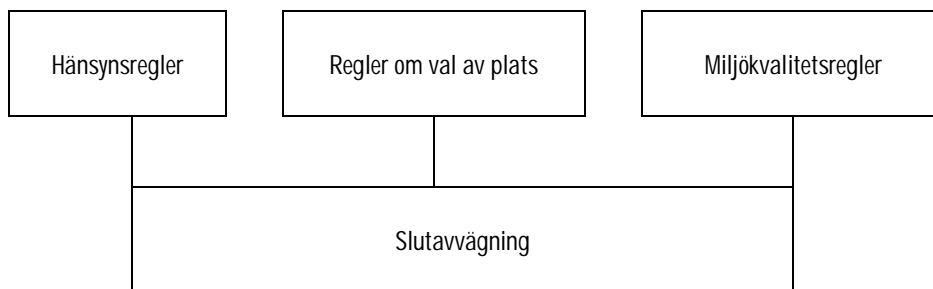 Hänsynsregler
Regler om val av plats
Miljökvalitetsregler
Slutavvägning